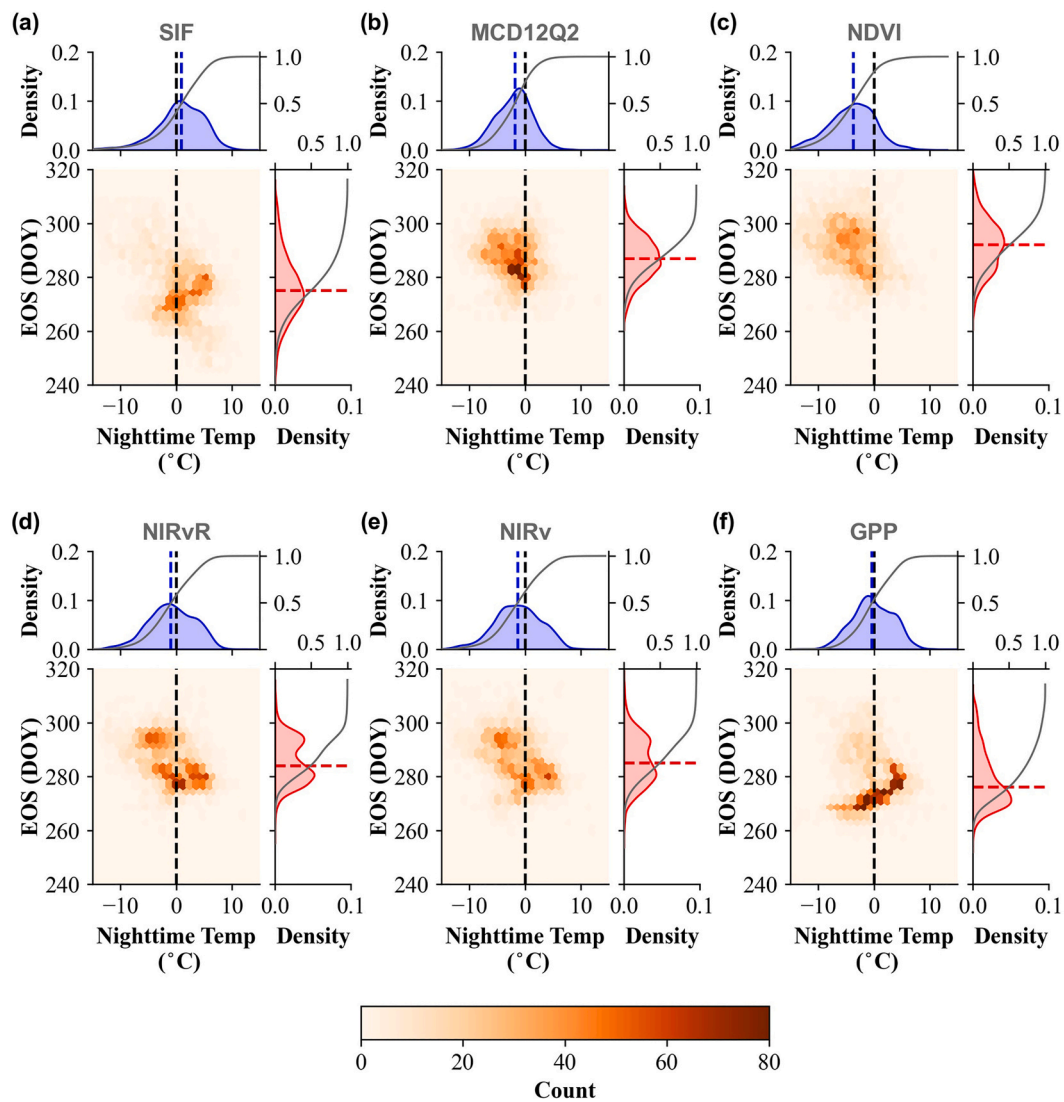 (a) (b) (c)
SIF MCD12Q2 NDVI
0.2 1.0 1.0 1.0
Density
0.1 0.5 0.5 0.5
0.5 1.0 0.5 1.0 0.5 1.0
0.0 0.0 0.0
320 320 320
300 300 300
EOS (DOY) EOS (DOY) EOS (DOY)
280 280 280
260 260 260
240 240 240
−10 0 10 0.0 0.1 −10 0 10 0.0 0.1 −10 0 10 0.0 0.1
Nighttime Temp Density Nighttime Temp Density Nighttime Temp Density
(°C) (°C) (°C)
(d) (e) (f)
NIRvR NIRv GPP
0.2 1.0 0.2 1.0 0.2 1.0
Density Density Density
0.1 0.5 0.1 0.5 0.1 0.5
0.5 1.0 0.5 1.0 0.5 1.0
0.0 0.0 0.0
320 320 320
300 300 300
EOS (DOY) EOS (DOY) EOS (DOY)
280 280 280
260 260 260
240 240 240
−10 0 10 0.0 0.1 −10 0 10 0.0 0.1 −10 0 10 0.0 0.1
Nighttime Temp Density Nighttime Temp Density Nighttime Temp Density
(°C) (°C) (°C)
0 20 40 60 80
Count